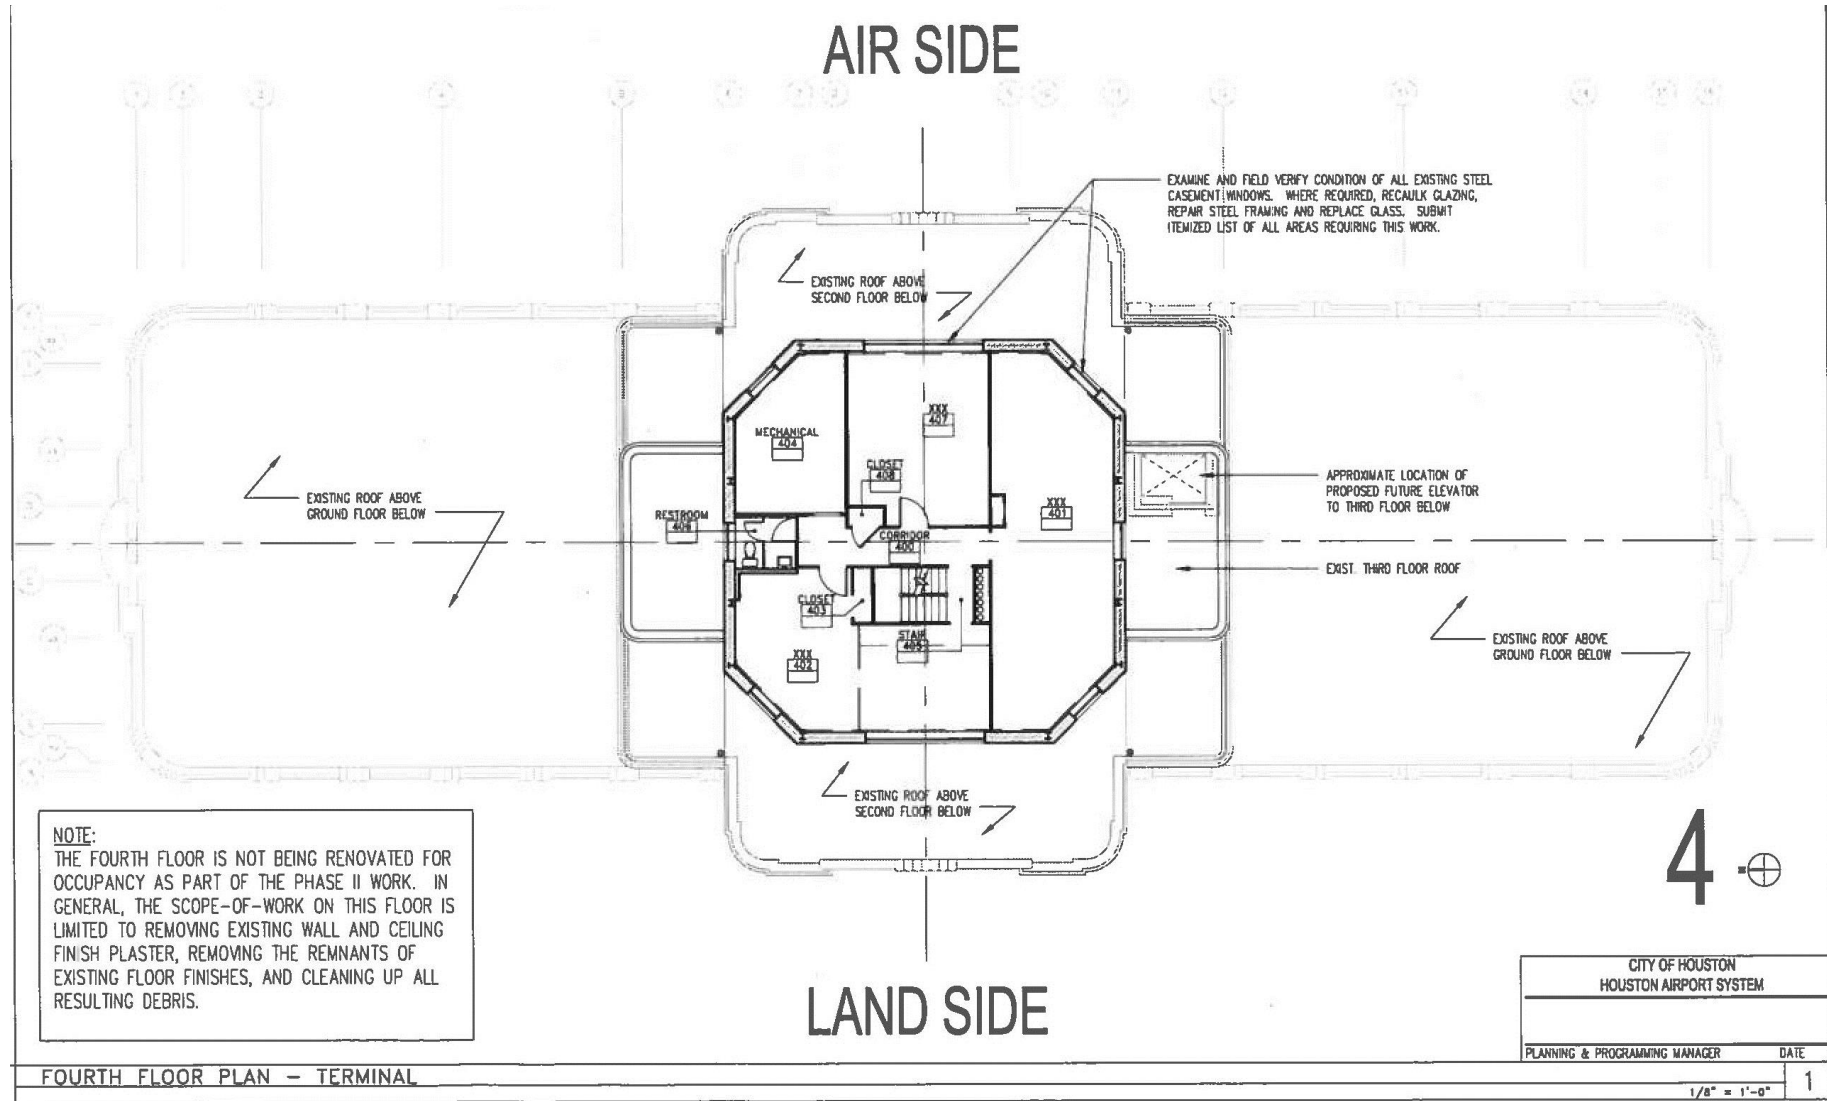 AIR SIDE
EXAMINE AND FIELD VERIFY CONDITION OF ALL EXISTING STEEL
CASEMENT WINDOWS. WHERE REQUIRED, RECAULK GLAZING,
REPAIR STEEL FRAMING AND REPLACE GLASS. SUBMIT
ITEMIZED LIST OF ALL AREAS REQUIRING THIS WORK.
EXISTING ROOF ABOVE
SECOND FLOOR BELOW
XXX
407
MECHANICAL
404
CLOSET
408
EXISTING ROOF ABOVE
GROUND FLOOR BELOW
RESTROOM
406
XXX
401
APPROXIMATE LOCATION OF
PROPOSED FUTURE ELEVATOR
TO THIRD FLOOR BELOW
CORRIDOR
400
EXIST. THIRD FLOOR ROOF
CLOSET
403
STAIR
405
XXX
402
EXISTING ROOF ABOVE
GROUND FLOOR BELOW
EXISTING ROOF ABOVE
SECOND FLOOR BELOW
NOTE:
THE FOURTH FLOOR IS NOT BEING RENOVATED FOR
OCCUPANCY AS PART OF THE PHASE II WORK. IN
GENERAL, THE SCOPE-OF-WORK ON THIS FLOOR IS
LIMITED TO REMOVING EXISTING WALL AND CEILING
FINISH PLASTER, REMOVING THE REMNANTS OF
EXISTING FLOOR FINISHES, AND CLEANING UP ALL
RESULTING DEBRIS.
4
LAND SIDE
CITY OF HOUSTON
HOUSTON AIRPORT SYSTEM
PLANNING & PROGRAMMING MANAGER DATE
FOURTH FLOOR PLAN - TERMINAL
1/8" = 1'-0"
1